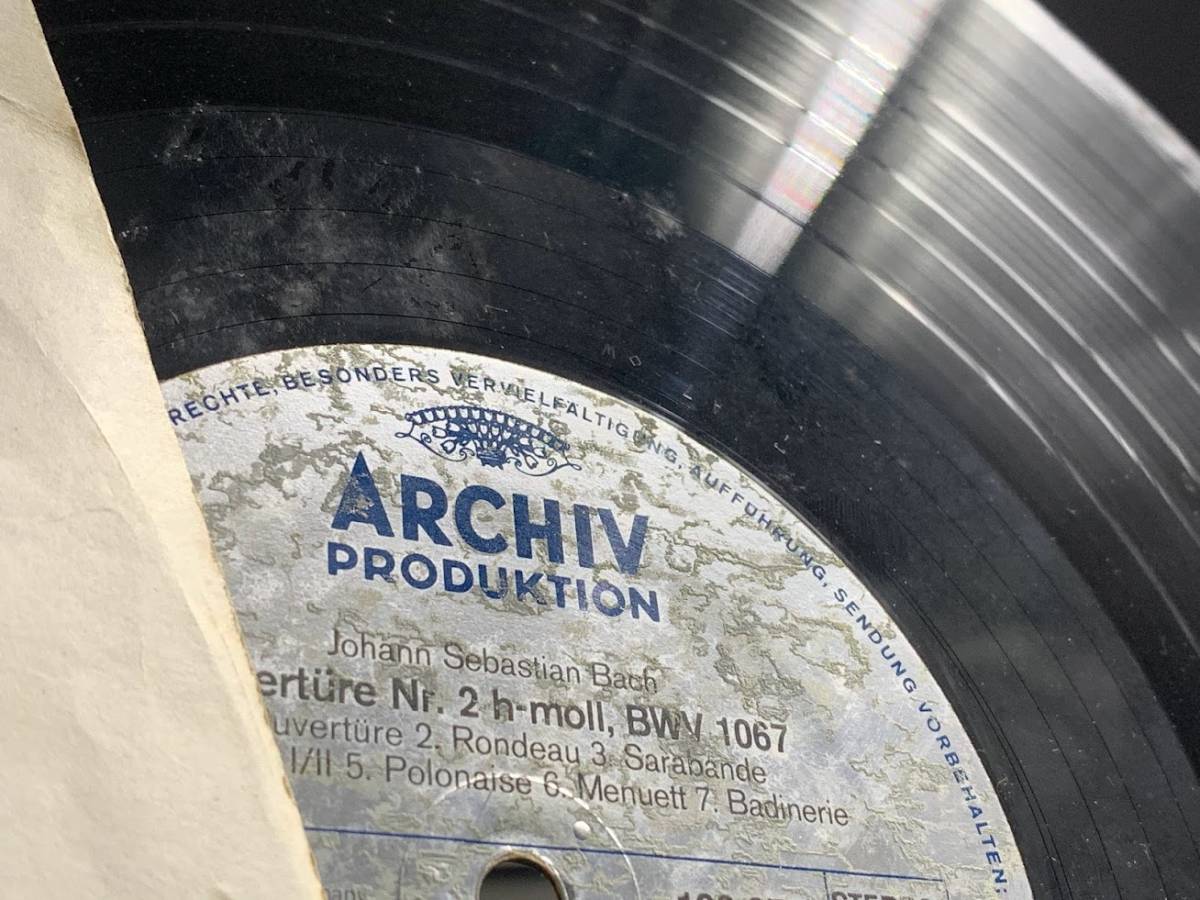 RECHTE, BESONDERS VERVIELFÄLTIGUNG, AUFFÜHRUNG, SENDUNG VORBEHALTEN:
ARCHIV
PRODUKTION
Johann Sebastian Bach
ertüre Nr. 2 h-moll, BWV 1067
uvertüre 2. Rondeau 3. Sarabande
I/II 5. Polonaise 6. Menuett 7. Badinerie